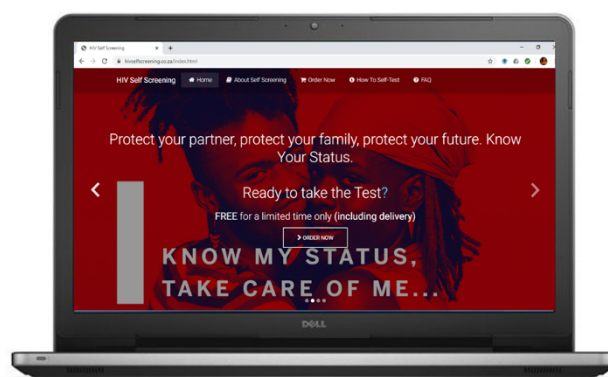 HIV Self Screening
hivselfscreening.co.za/index.html
HIV Self Screening Home About Self Screening Order Now How To Self-Test FAQ
Protect your partner, protect your family, protect your future. Know
Your Status.
Ready to take the Test?
FREE for a limited time only (including delivery)
ORDER NOW
I KNOW MY STATUS,
TAKE CARE OF ME...
DELL